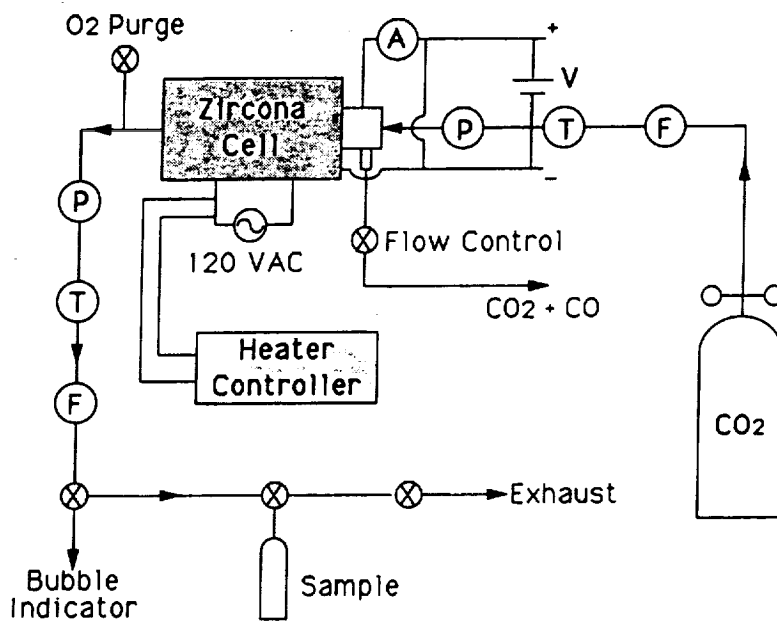 O2 Purge
A
+
V
Zircona
Cell
P
T
F
-
P
120 VAC
Flow Control
CO2 + CO
T
Heater
Controller
F
CO2
Exhaust
Sample
Bubble
Indicator